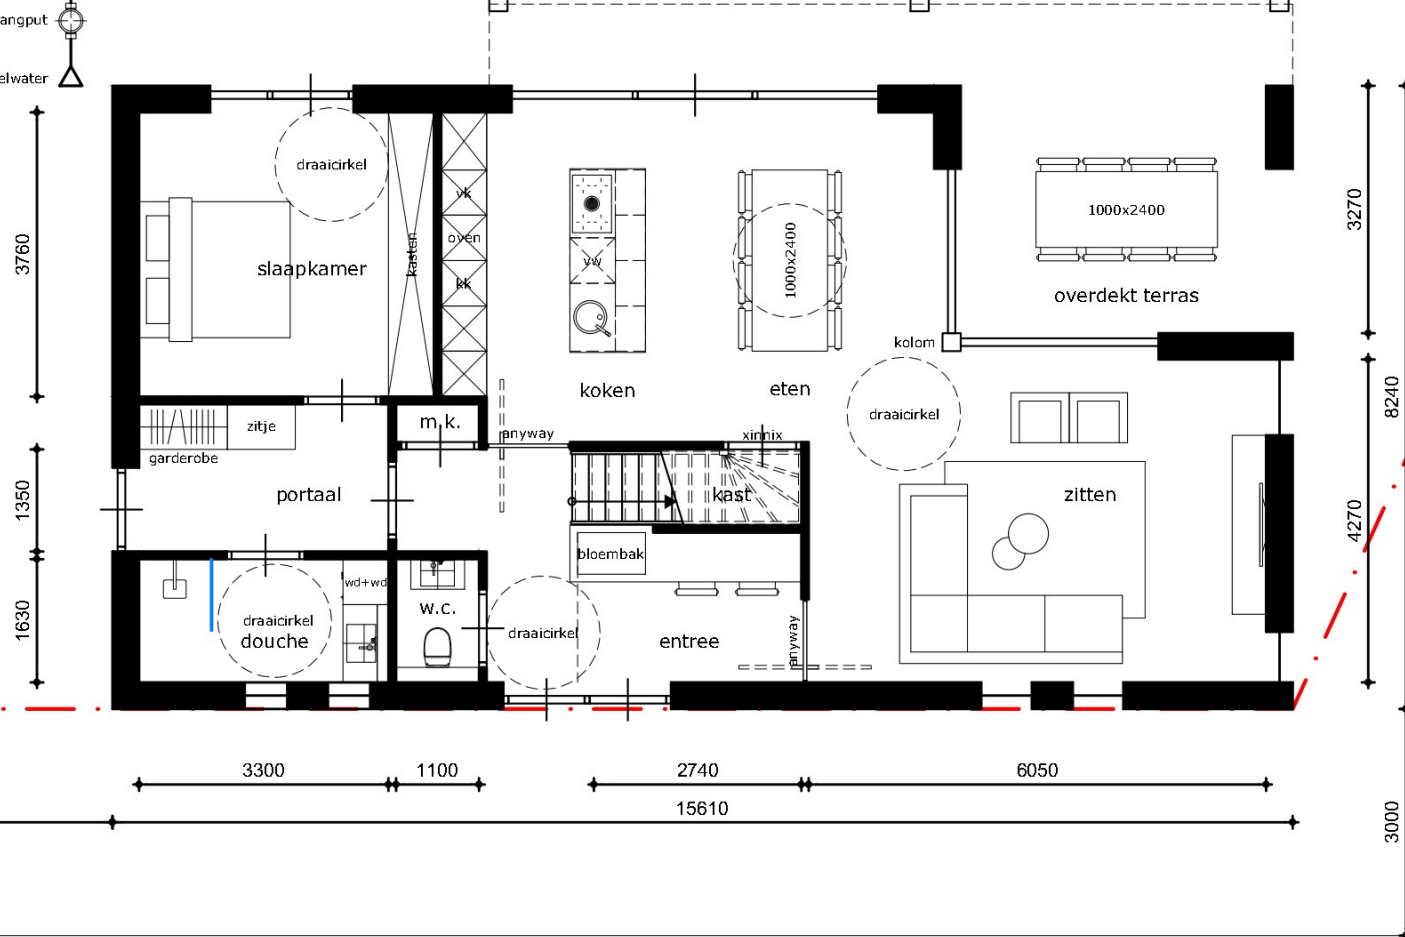 angput
elwater
draaicirkel
vk
oven
kk
kasten
slaapkamer
vw
1000x2400
1000x2400
overdekt terras
kolom
koken
eten
draaicirkel
3760
3270
8240
zitje
m.k.
anyway
xinnix
garderobe
portaal
kast
zitten
1350
4270
bloembak
wd+wd
w.c.
draaicirkel
douche
draaicirkel
entree
anyway
1630
3300
1100
2740
6050
15610
3000